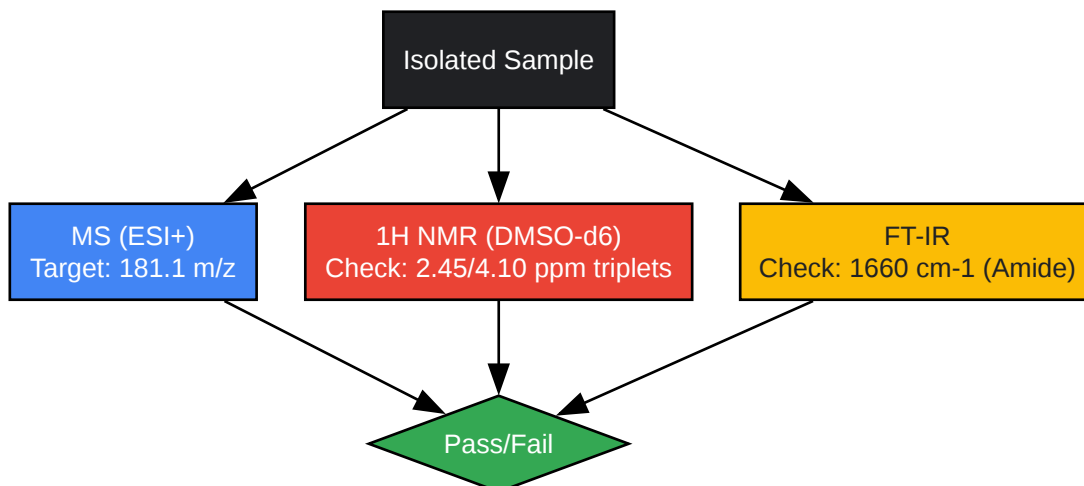 Isolated Sample
MS (ESI+)
Target: 181.1 m/z
1H NMR (DMSO-d6)
Check: 2.45/4.10 ppm triplets
FT-IR
Check: 1660 cm-1 (Amide)
Pass/Fail